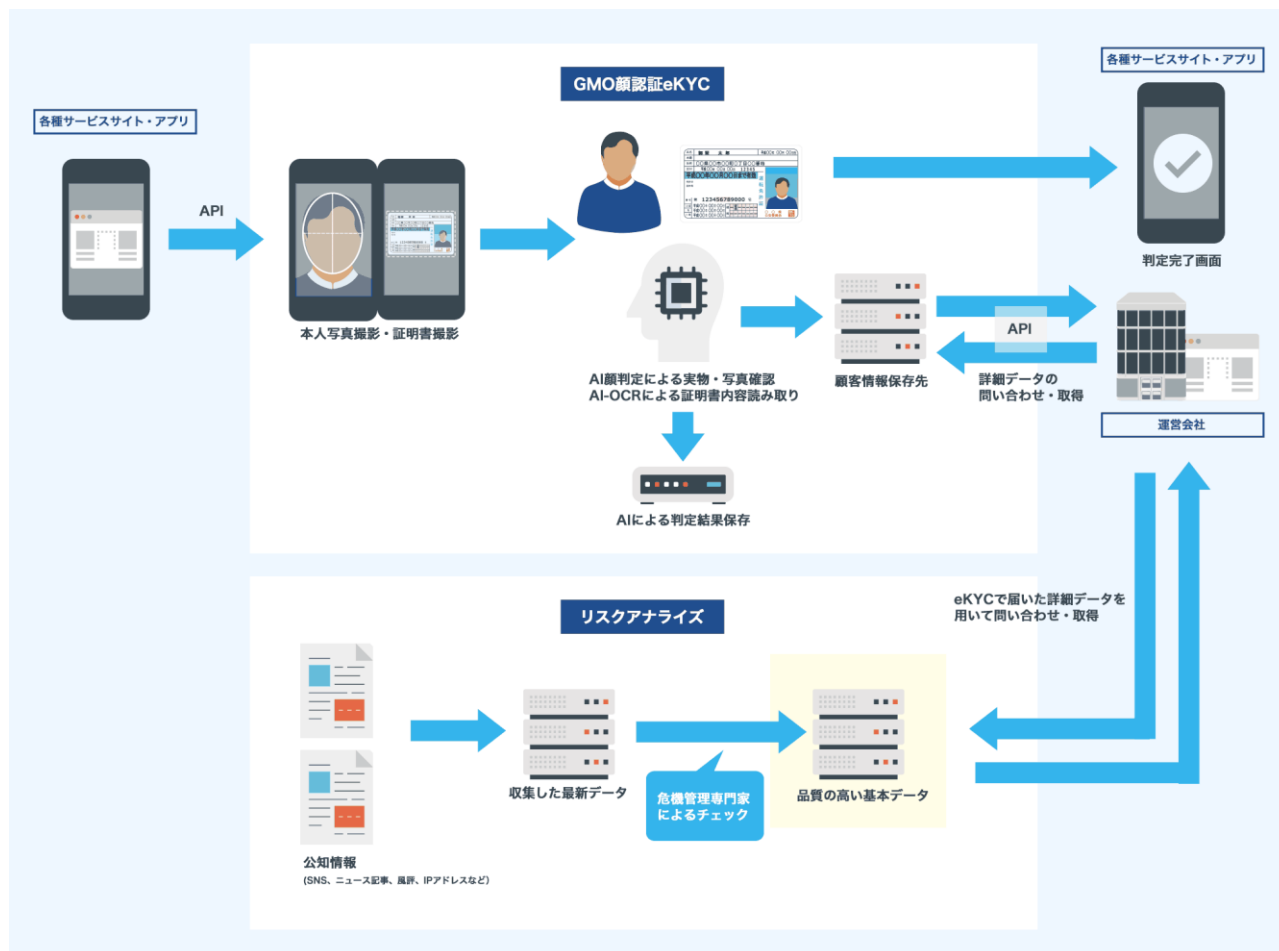 各種サービスサイト・アプリ
API
GMO顔認証eKYC
本人写真撮影・証明書撮影
123456789000
AI顔判定による実物・写真確認
AI-OCRによる証明書内容読み取り
AIによる判定結果保存
顧客情報保存先
各種サービスサイト・アプリ
判定完了画面
API
詳細データの
問い合わせ・取得
運営会社
eKYCで届いた詳細データを
用いて問い合わせ・取得
リスクアナライズ
公知情報
(SNS、ニュース記事、風評、IPアドレスなど)
収集した最新データ
危機管理専門家
によるチェック
品質の高い基本データ